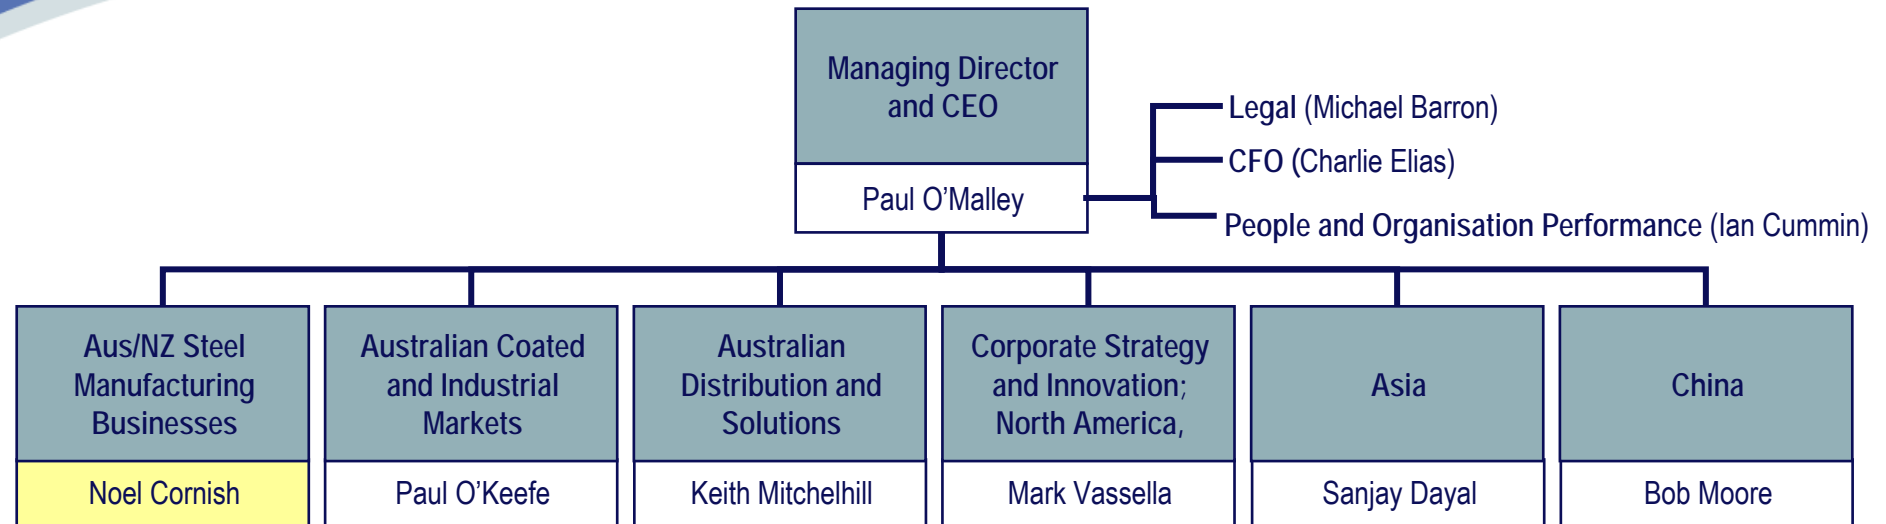 Managing Director
and CEO
Paul O’Malley
Legal (Michael Barron)
CFO (Charlie Elias)
People and Organisation Performance (Ian Cummin)
Aus/NZ Steel
Manufacturing
Businesses
Noel Cornish
Australian Coated
and Industrial
Markets
Paul O’Keefe
Australian
Distribution and
Solutions
Keith Mitchelhill
Corporate Strategy
and Innovation;
North America,
Mark Vassella
Asia
Sanjay Dayal
China
Bob Moore